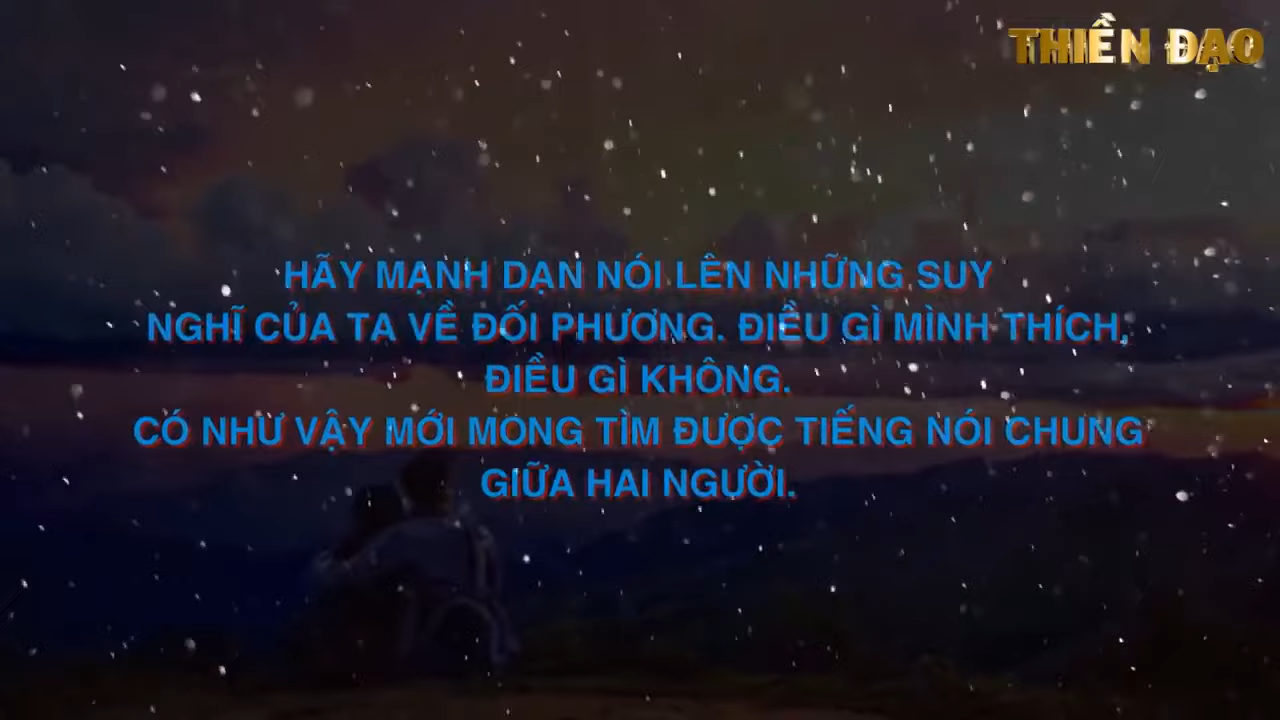 THIỀN ĐẠO
HÃY MẠNH DẠN NÓI LÊN NHỮNG SUY
NGHĨ CỦA TA VỀ ĐỐI PHƯƠNG. ĐIỀU GÌ MÌNH THÍCH,
ĐIỀU GÌ KHÔNG.
CÓ NHƯ VẬY MỚI MONG TÌM ĐƯỢC TIẾNG NÓI CHUNG
GIỮA HAI NGƯỜI.